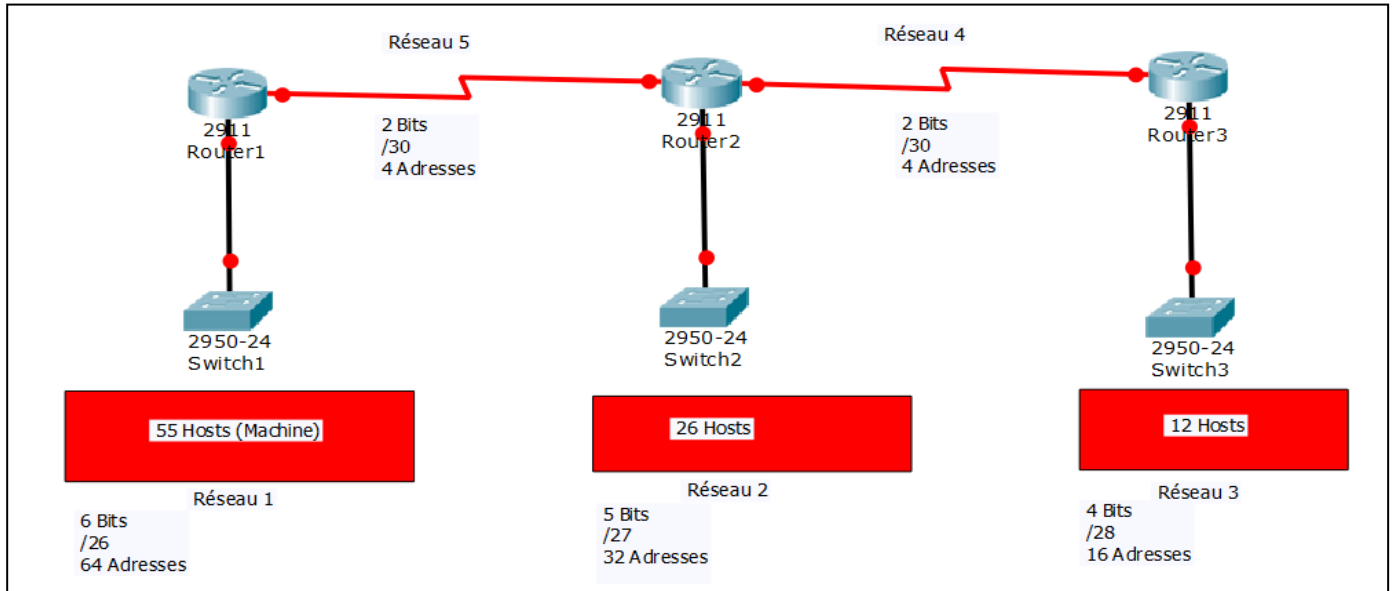 Réseau 5
Réseau 4
2911
Router1
2 Bits
/30
4 Adresses
2911
Router2
2 Bits
/30
4 Adresses
2911
Router3
2950-24
Switch1
2950-24
Switch2
2950-24
Switch3
55 Hosts (Machine)
26 Hosts
12 Hosts
Réseau 1
6 Bits
/26
64 Adresses
Réseau 2
5 Bits
/27
32 Adresses
Réseau 3
4 Bits
/28
16 Adresses